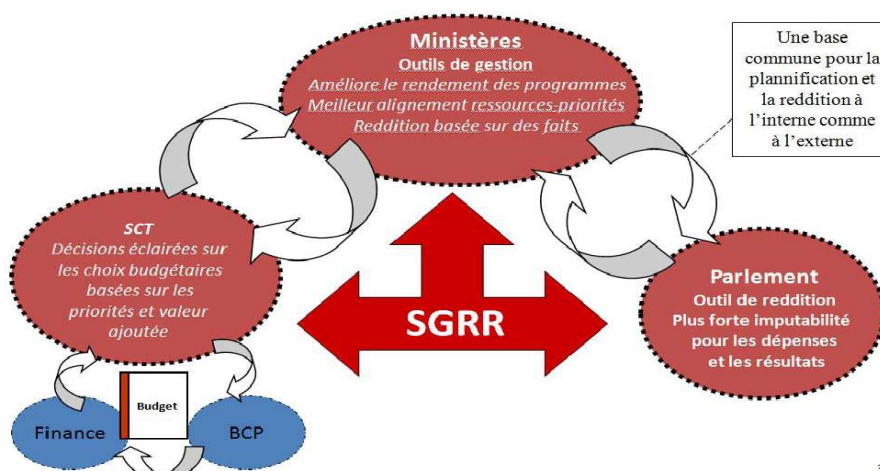 Ministères
Outils de gestion
Améliore le rendement des programmes
Meilleur alignement ressources-priorités
Reddition basée sur des faits
Une base
commune pour la
plannification et
la reddition à
l'interne comme
à l'externe
SCT
Décisions éclairées sur
les choix budgétaires
basées sur les
priorités et valeur
ajoutée
SGRR
Parlement
Outil de reddition
Plus forte imputabilité
pour les dépenses
et les résultats
Finance
Budget
BCP